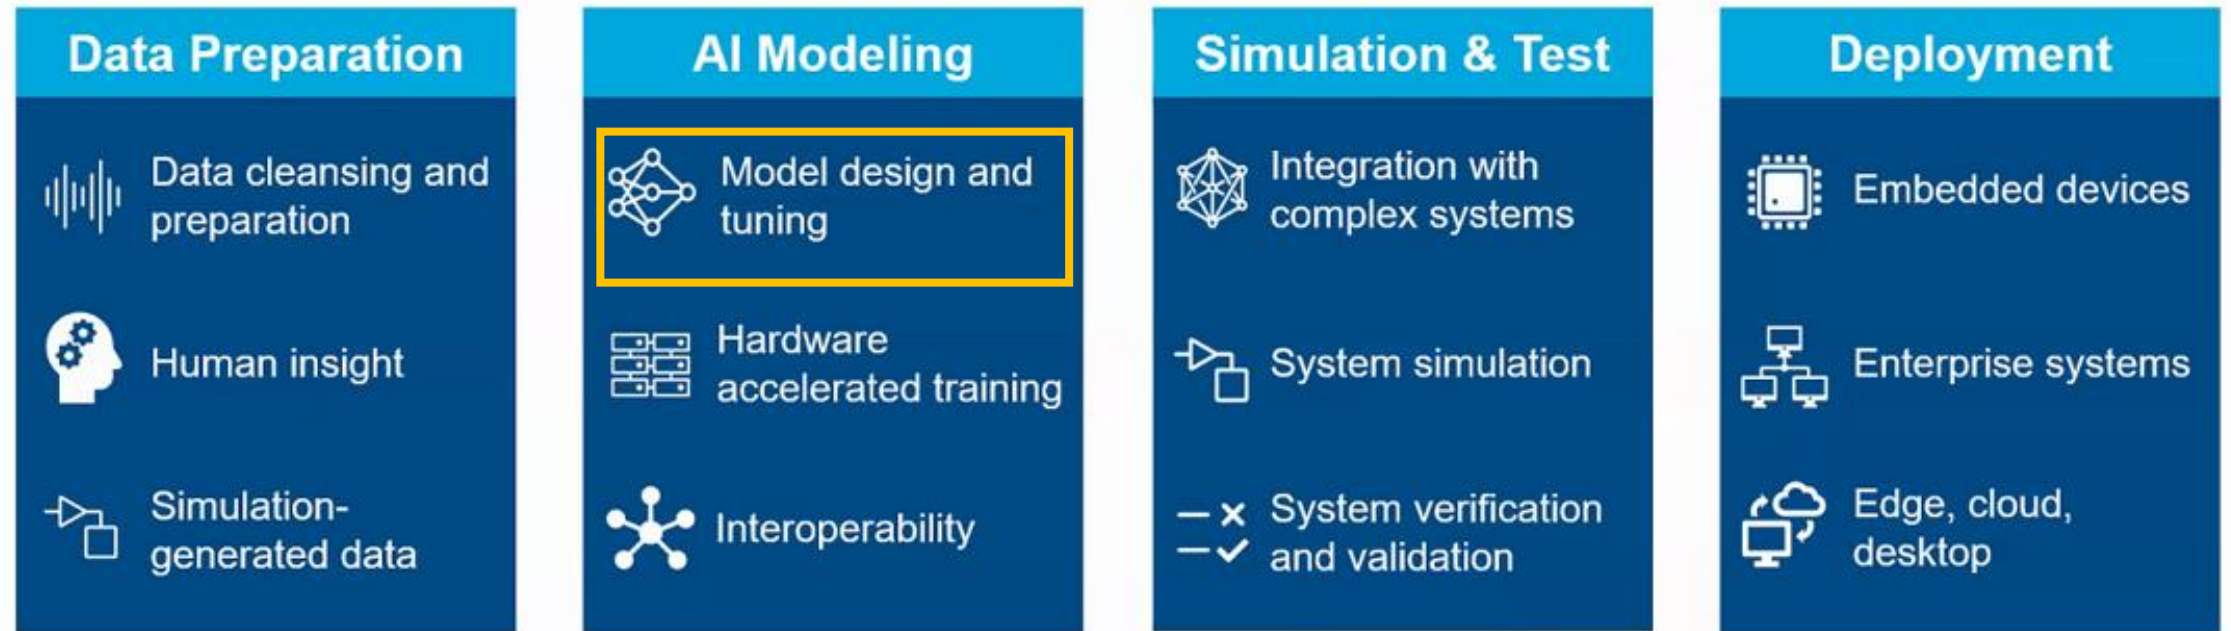 Data Preparation
Data cleansing and
preparation
Human insight
Simulation-
generated data
AI Modeling
Model design and
tuning
Hardware
accelerated training
Interoperability
Simulation & Test
Integration with
complex systems
System simulation
System verification
and validation
Deployment
Embedded devices
Enterprise systems
Edge, cloud,
desktop